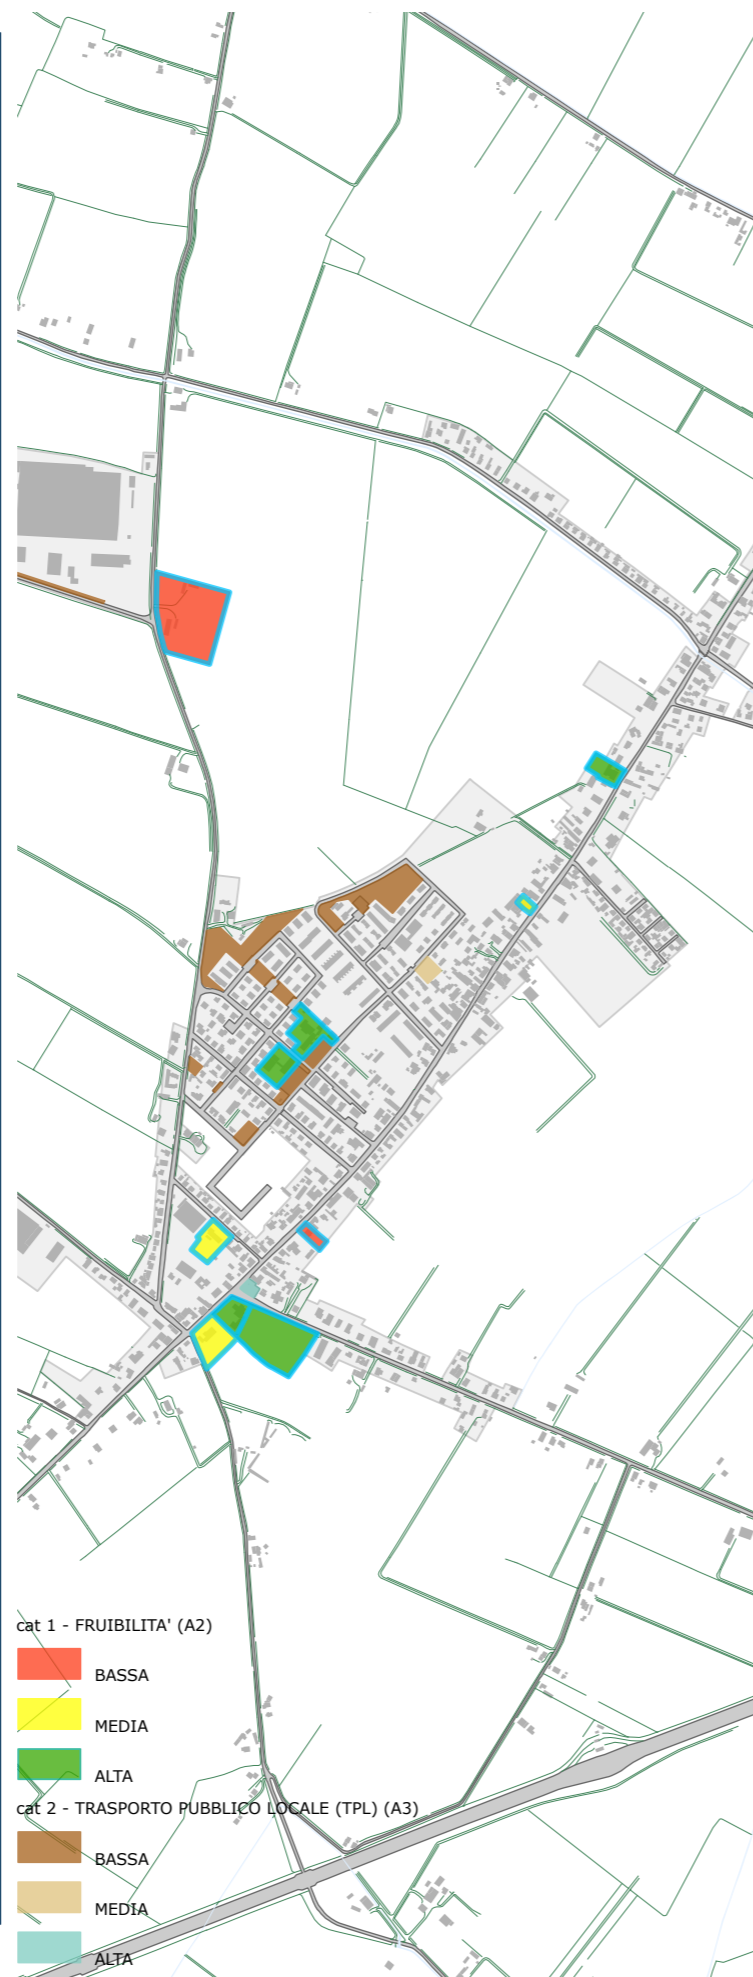 cat 1 - FRUIBILITA' (A2)
BASSA
MEDIA
ALTA
cat 2 - TRASPORTO PUBBLICO LOCALE (TPL) (A3)
BASSA
MEDIA
ALTA